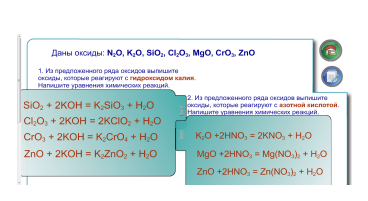 Даны оксиды: N₂O, K₂O, SiO₂, Cl₂O₃, MgO, CrO₃, ZnO
1. Из предложенного ряда оксидов выпишите
оксиды, которые реагируют с гидроксидом калия.
Напишите уравнения химических реакций.
SiO₂ + 2KOH = K₂SiO₃ + H₂O
Cl₂O₃ + 2KOH = 2KClO₂ + H₂O
CrO₃ + 2KOH = K₂CrO₄ + H₂O
ZnO + 2KOH = K₂ZnO₂ + H₂O
2. Из предложенного ряда оксидов выпишите
оксиды, которые реагируют с азотной кислотой.
Напишите уравнения химических реакций.
K₂O +2HNO₃ = 2KNO₃ + H₂O
MgO +2HNO₃ = Mg(NO₃)₂ + H₂O
ZnO +2HNO₃ = Zn(NO₃)₂ + H₂O